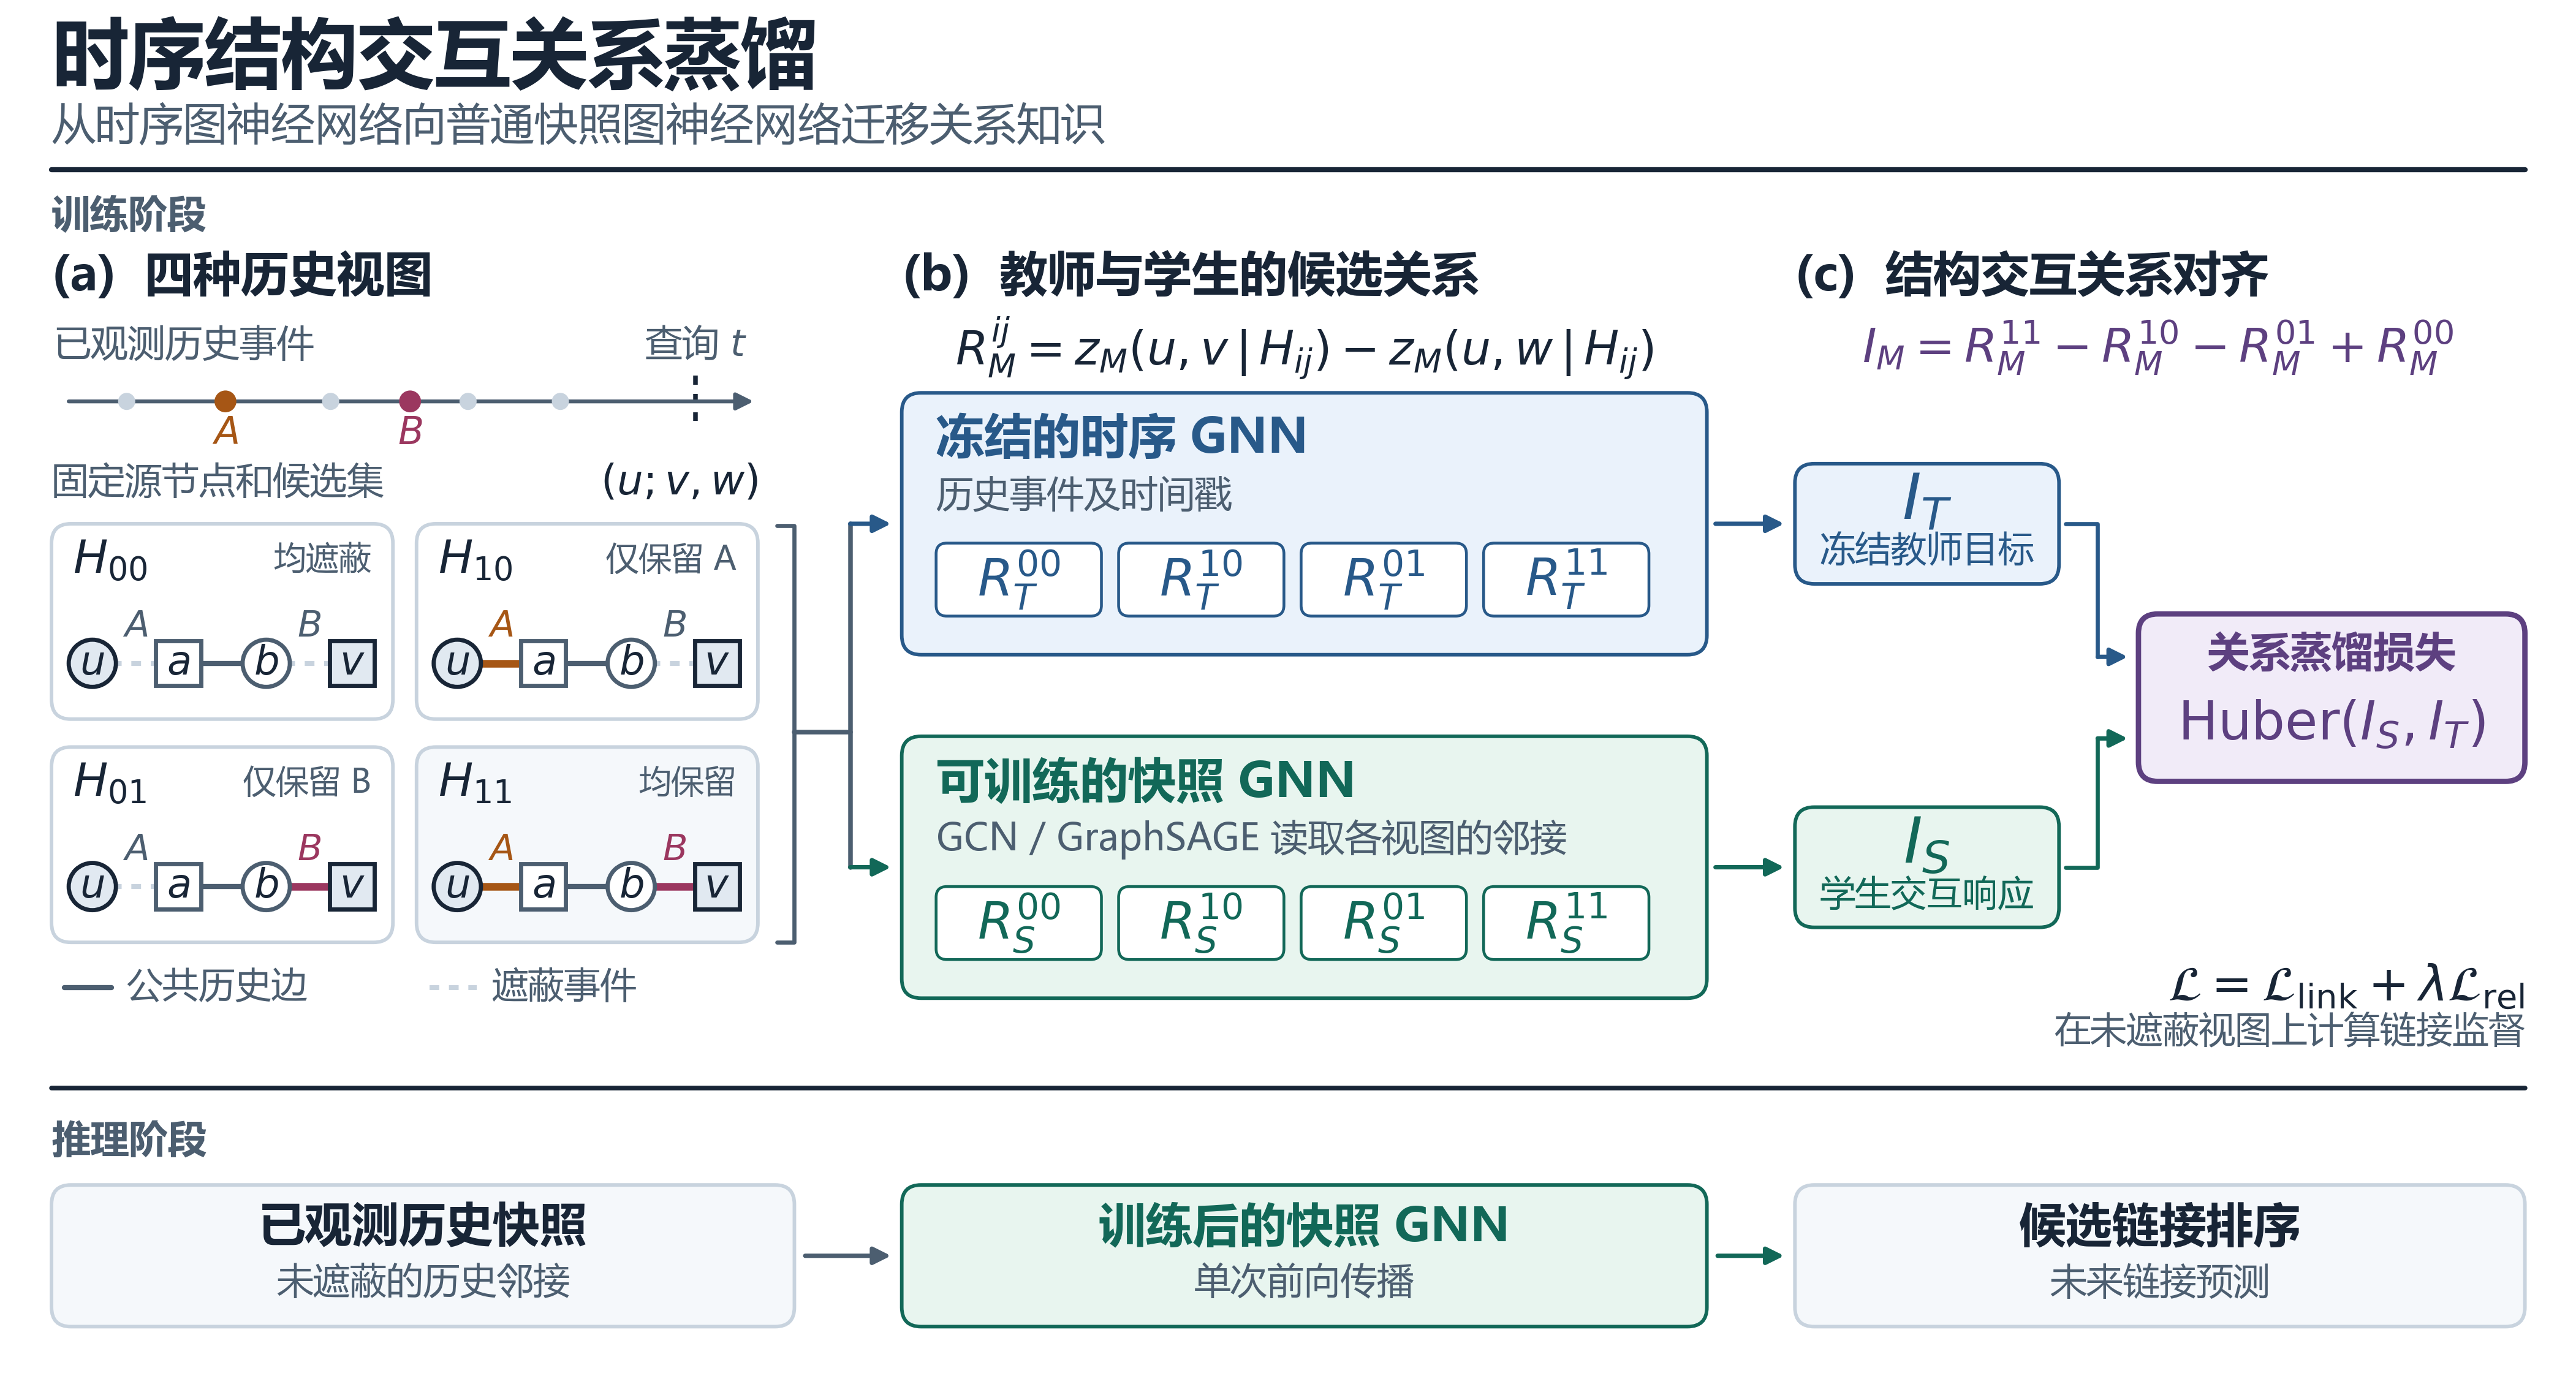 时序结构交互关系蒸馏
从时序图神经网络向普通快照图神经网络迁移关系知识
训练阶段
(a) 四种历史视图
已观测历史事件
查询 t
A
B
固定源节点和候选集
(u; v, w)
H₀₀ 均遮蔽
A B
u a b v
H₁₀ 仅保留 A
A B
u a b v
H₀₁ 仅保留 B
A B
u a b v
H₁₁ 均保留
A B
u a b v
公共历史边
遮蔽事件
(b) 教师与学生的候选关系
R_M^{ij} = z_M(u, v | H_{ij}) − z_M(u, w | H_{ij})
冻结的时序 GNN
历史事件及时间戳
R_T^{00} R_T^{10} R_T^{01} R_T^{11}
可训练的快照 GNN
GCN / GraphSAGE 读取各视图的邻接
R_S^{00} R_S^{10} R_S^{01} R_S^{11}
(c) 结构交互关系对齐
I_M = R_M^{11} − R_M^{10} − R_M^{01} + R_M^{00}
I_T
冻结教师目标
关系蒸馏损失
Huber(I_S, I_T)
I_S
学生交互响应
ℒ = ℒ_link + λℒ_rel
在未遮蔽视图上计算链接监督
推理阶段
已观测历史快照
未遮蔽的历史邻接
训练后的快照 GNN
单次前向传播
候选链接排序
未来链接预测